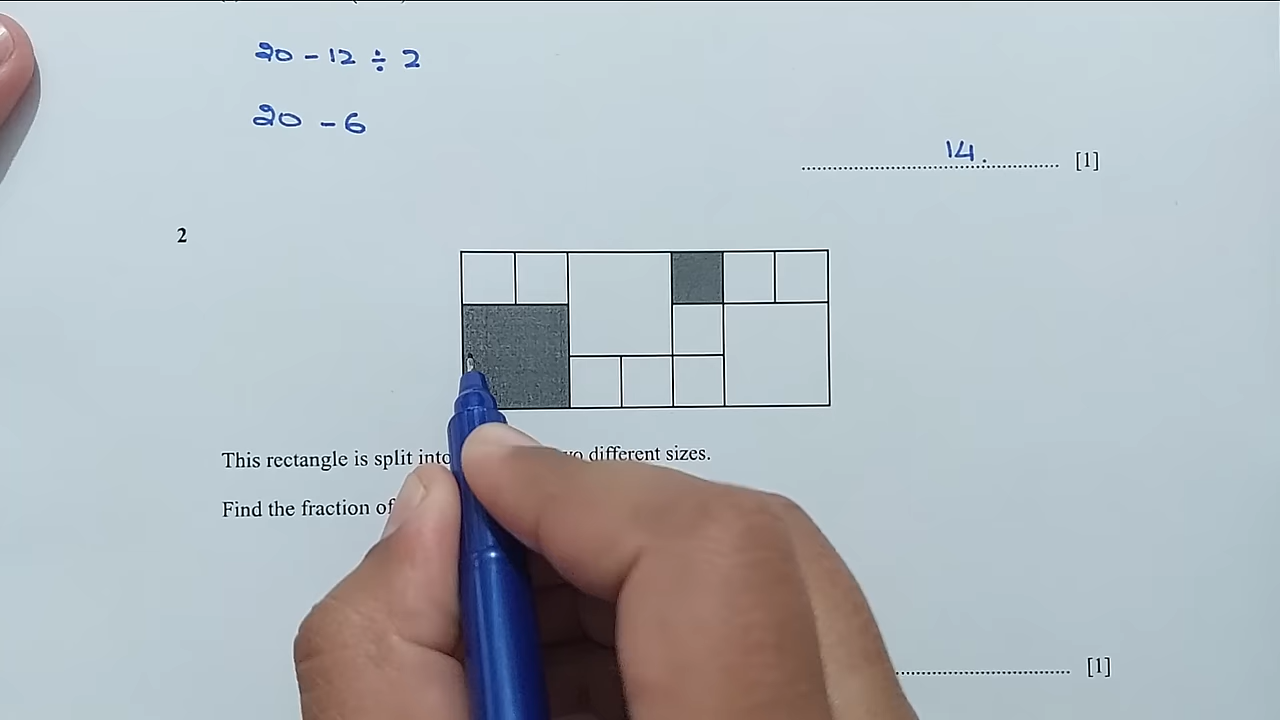 20 - 12 ÷ 2
20 - 6
14.
[1]
2
This rectangle is split into different sizes.
Find the fraction of
[1]